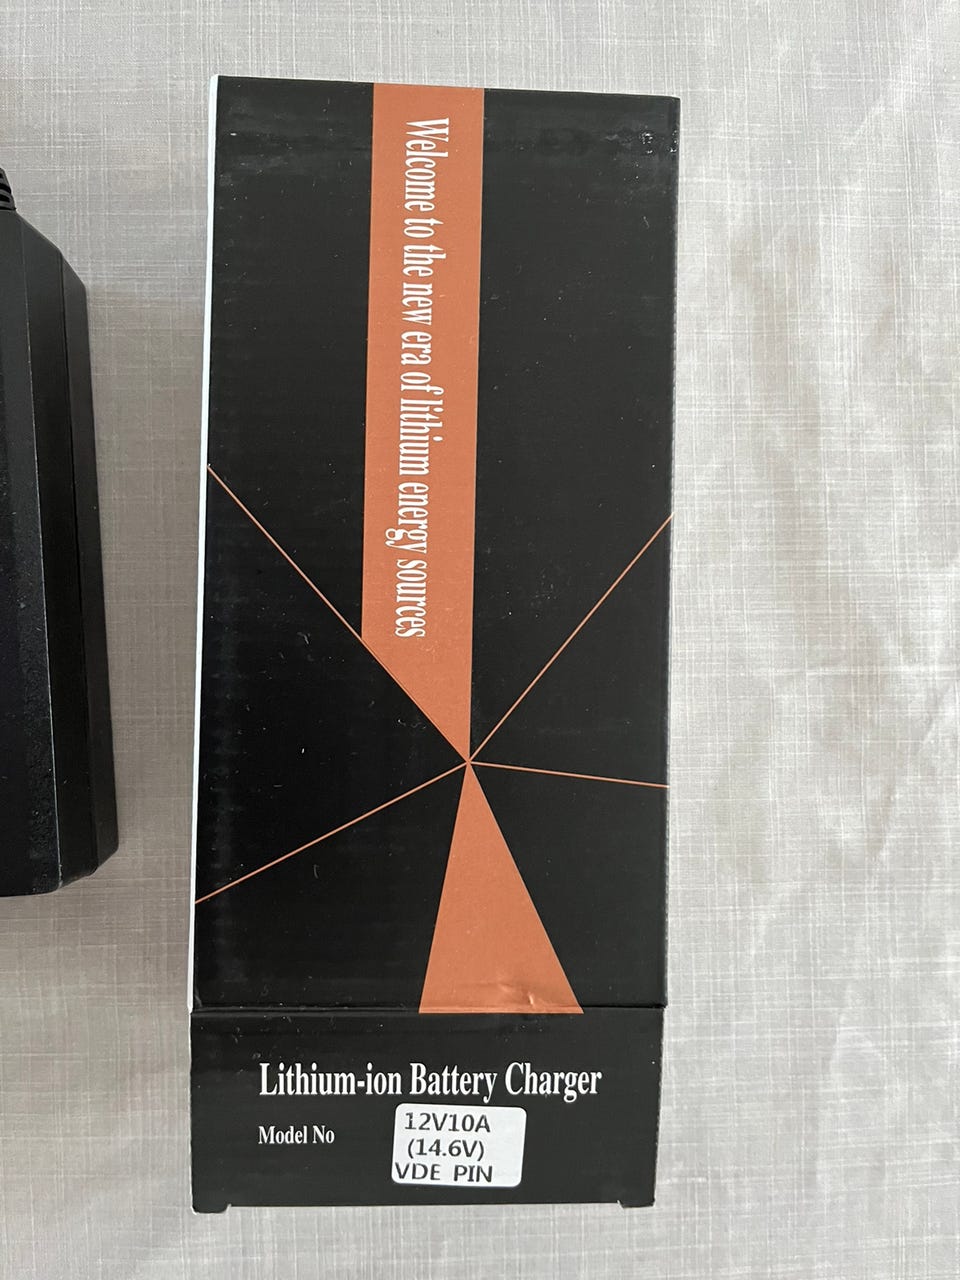 Welcome to the new era of lithium energy sources
Lithium-ion Battery Charger
Model No
12V10A
(14.6V)
VDE PIN